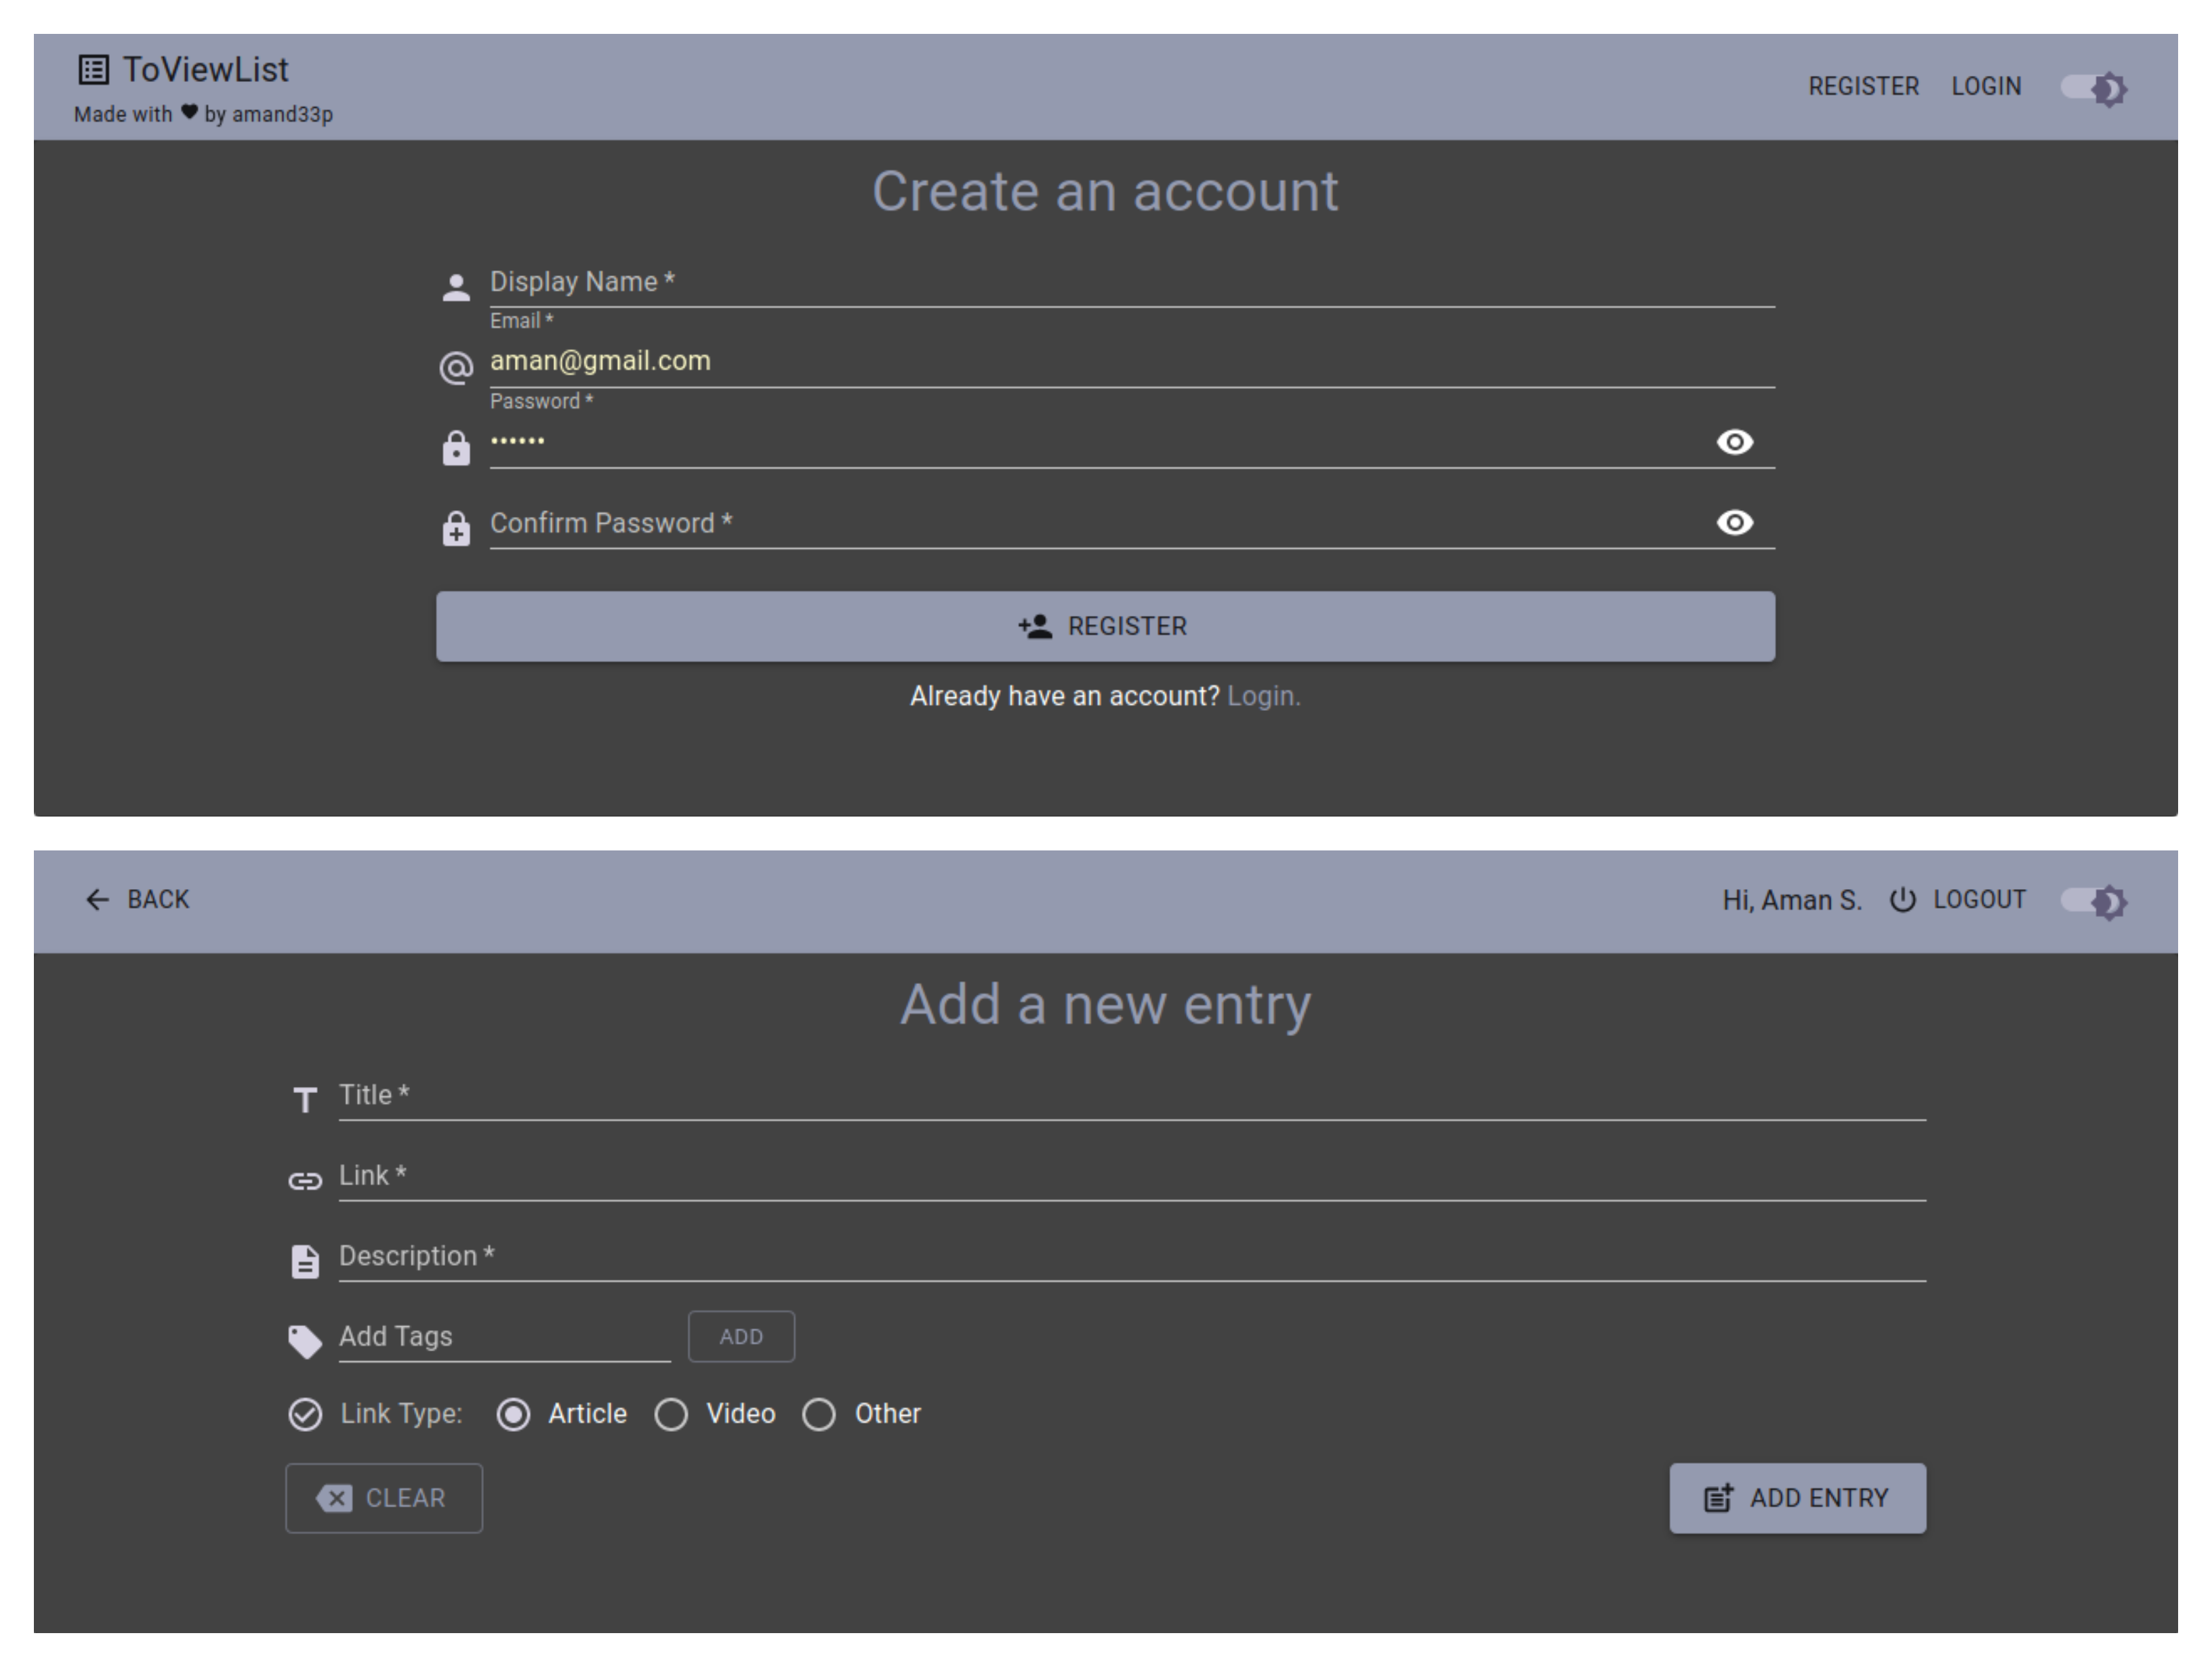 ToViewList
Made with ♥ by amand33p
REGISTER LOGIN
Create an account
Display Name *
Email *
aman@gmail.com
Password *
••••••
Confirm Password *
REGISTER
Already have an account? Login.
BACK
Hi, Aman S. LOGOUT
Add a new entry
Title *
Link *
Description *
Add Tags ADD
Link Type: Article Video Other
CLEAR ADD ENTRY